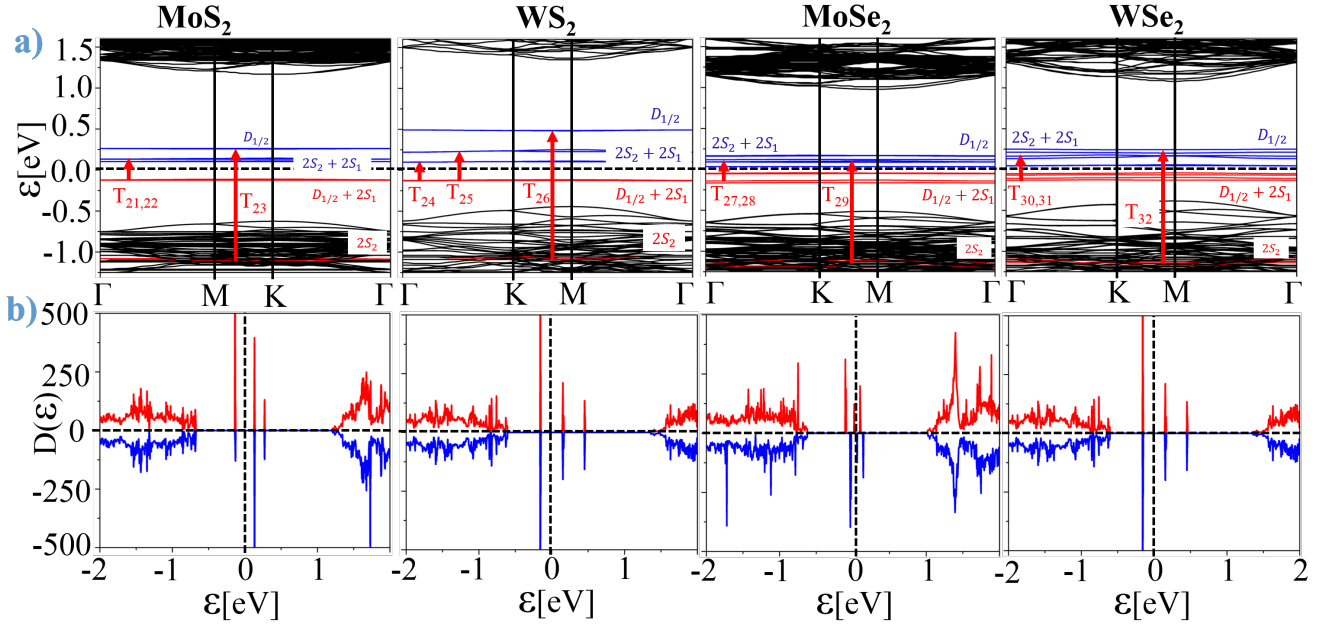 MoS2 WS2 MoSe2 WSe2
a)
1.5
1.0
0.5
0.0
-0.5
-1.0
ε[eV]
D1/2
2S2 + 2S1
D1/2 + 2S1
2S2
T21,22
T23
Γ M K Γ
D1/2
2S2 + 2S1
D1/2 + 2S1
2S2
T24
T25
T26
Γ K M Γ
D1/2
2S2 + 2S1
D1/2 + 2S1
2S2
T27,28
T29
Γ K M Γ
D1/2
2S2 + 2S1
D1/2 + 2S1
2S2
T30,31
T32
Γ K M Γ
b)
500
250
0
-250
-500
D(ε)
-2 -1 0 1 -2 -1 0 1 -2 -1 0 1 -2 -1 0 1 2
ε[eV] ε[eV] ε[eV] ε[eV]